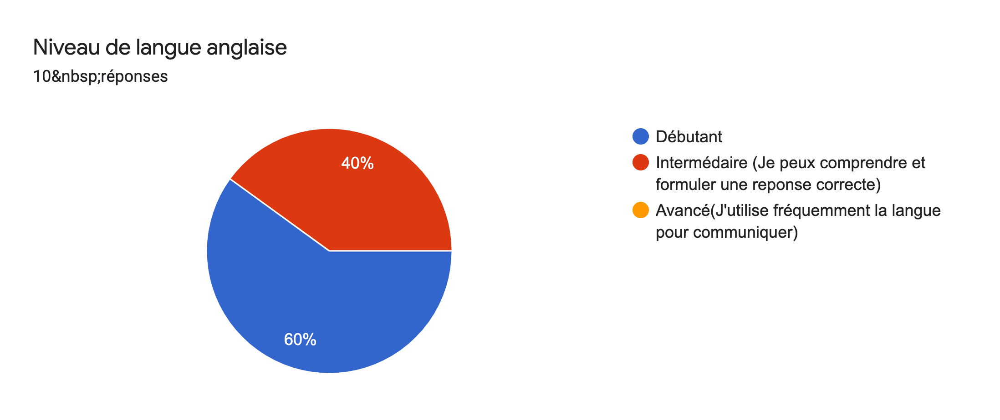 Niveau de langue anglaise
10&nbsp;réponses
40%
60%
Débutant
Intermédaire (Je peux comprendre et
formuler une reponse correcte)
Avancé(J'utilise fréquemment la langue
pour communiquer)